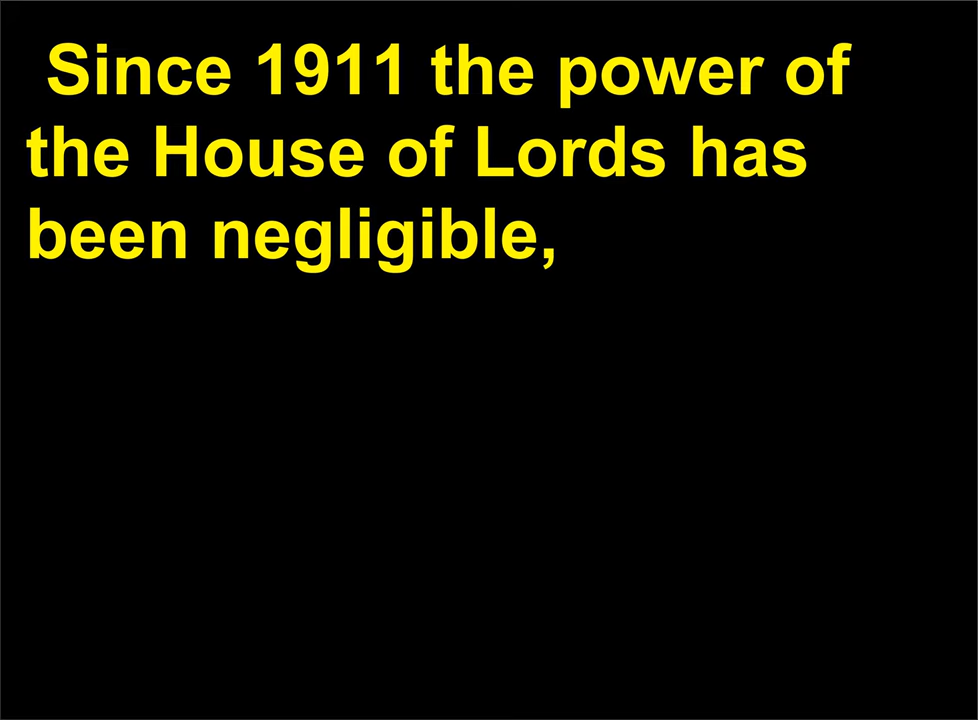 Since 1911 the power of
the House of Lords has
been negligible,